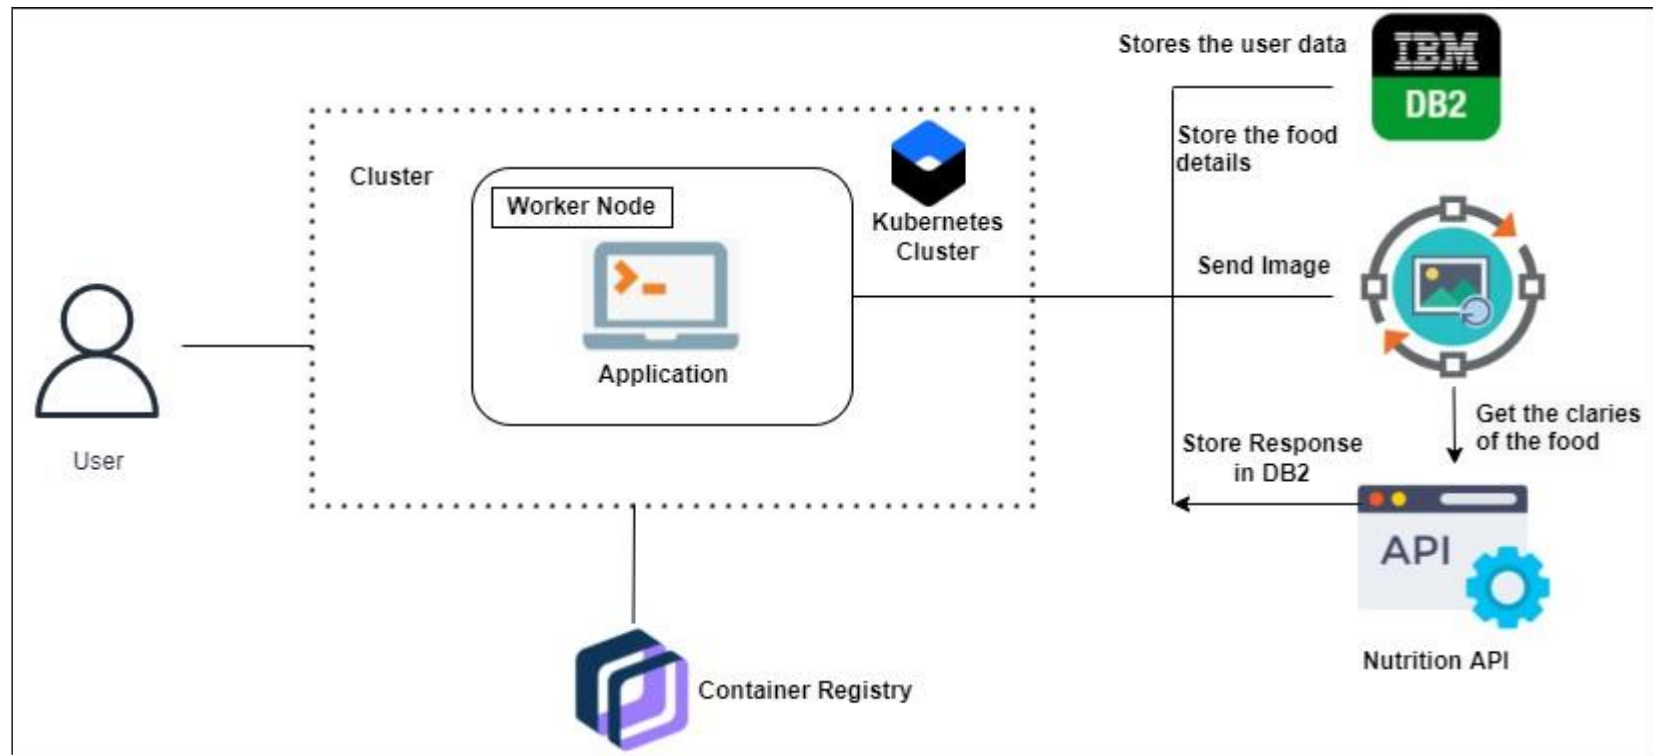 Stores the user data
IBM
DB2
Store the food
details
Cluster
Worker Node
Kubernetes
Cluster
Send Image
Application
User
Get the claries
of the food
Store Response
in DB2
API
Nutrition API
Container Registry